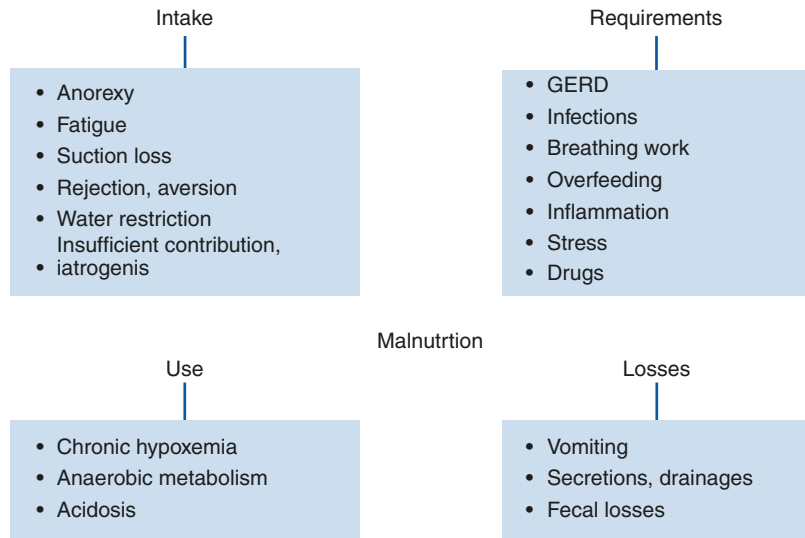 Intake
• Anorexy
• Fatigue
• Suction loss
• Rejection, aversion
• Water restriction
Insufficient contribution,
• iatrogenis
Requirements
• GERD
• Infections
• Breathing work
• Overfeeding
• Inflammation
• Stress
• Drugs
Malnutrtion
Use
• Chronic hypoxemia
• Anaerobic metabolism
• Acidosis
Losses
• Vomiting
• Secretions, drainages
• Fecal losses